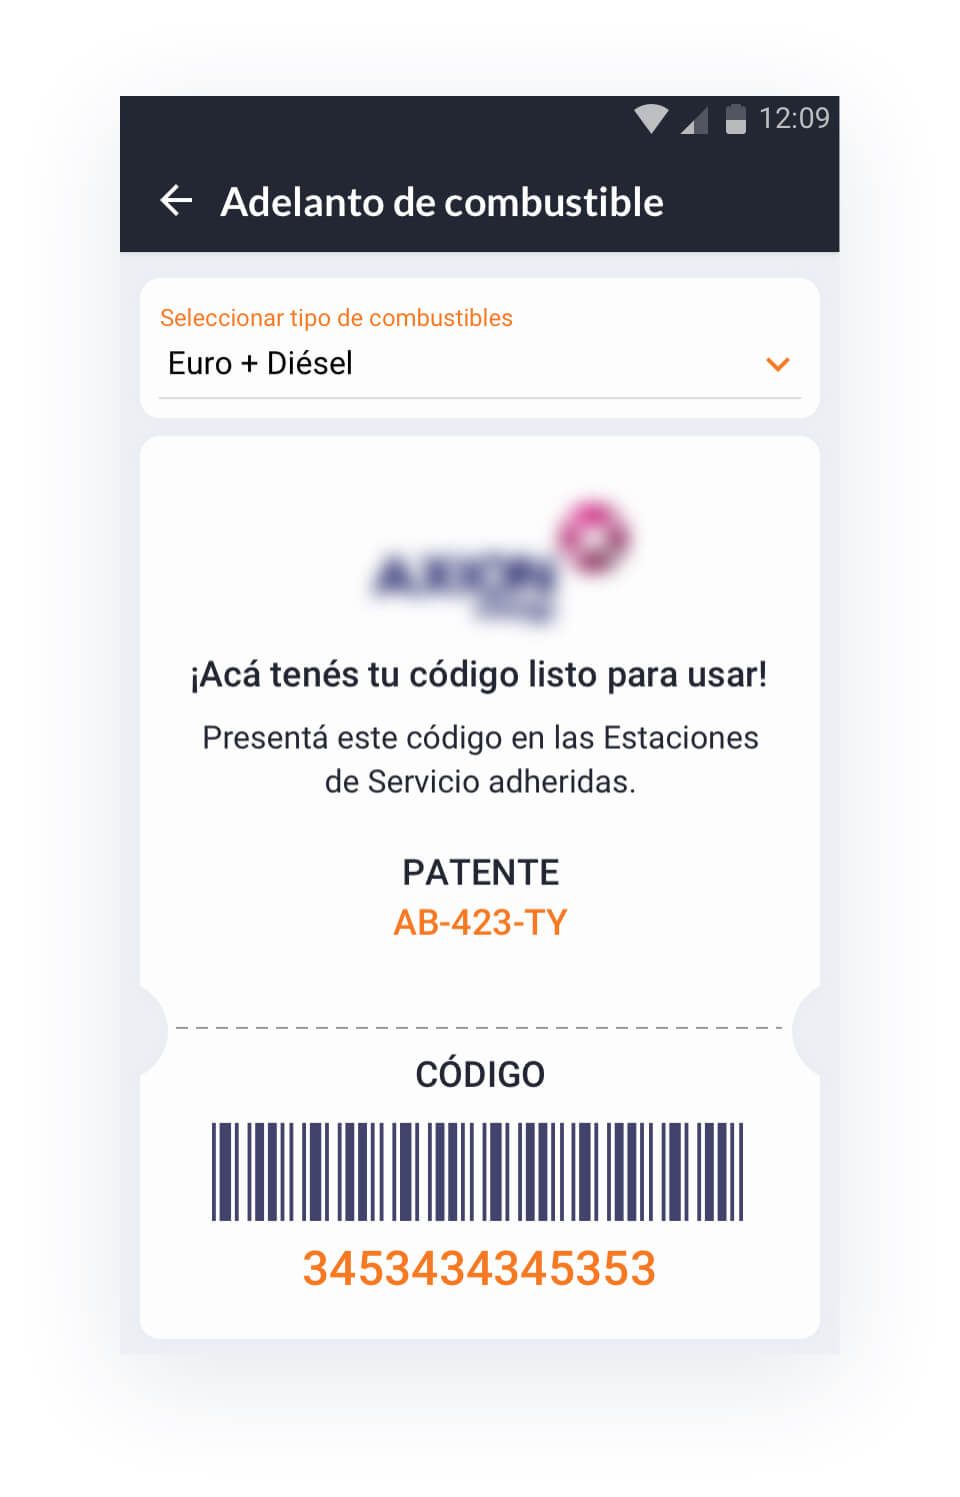 12:09
Adelanto de combustible
Seleccionar tipo de combustibles
Euro + Diésel
AXION
¡Acá tenés tu código listo para usar!
Presentá este código en las Estaciones
de Servicio adheridas.
PATENTE
AB-423-TY
CÓDIGO
3453434345353